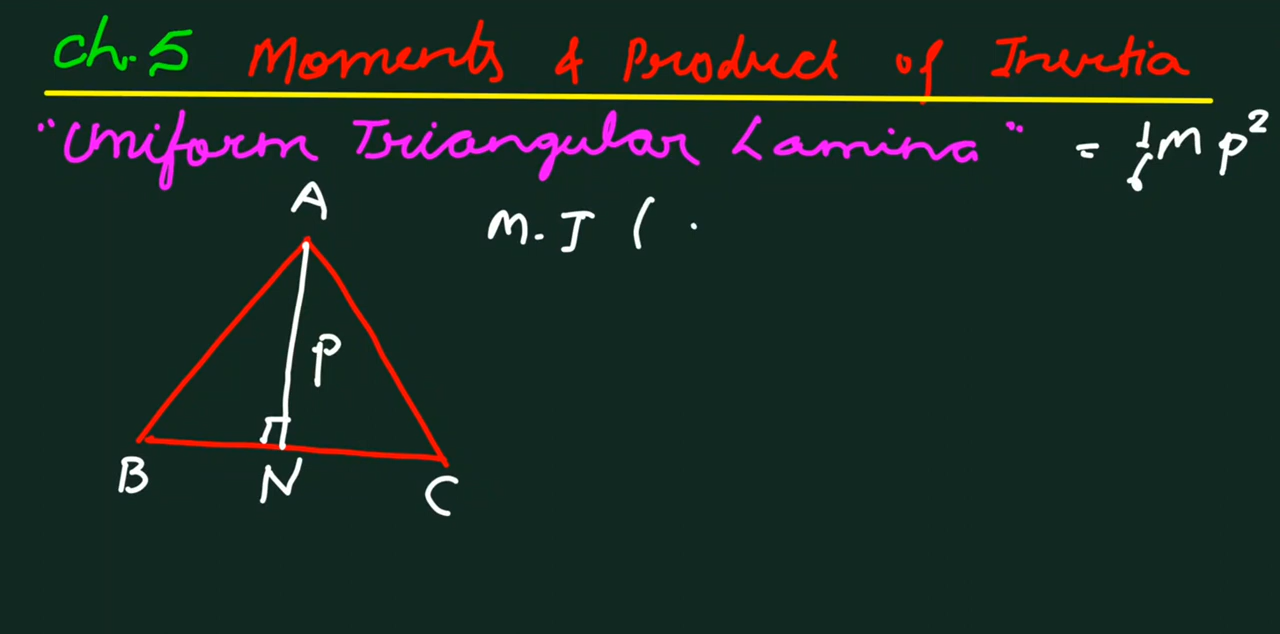 Ch. 5 Moments & Product of Inertia
"Uniform Triangular Lamina" = 1/6 M p²
A
M. I ( .
P
B
N
C